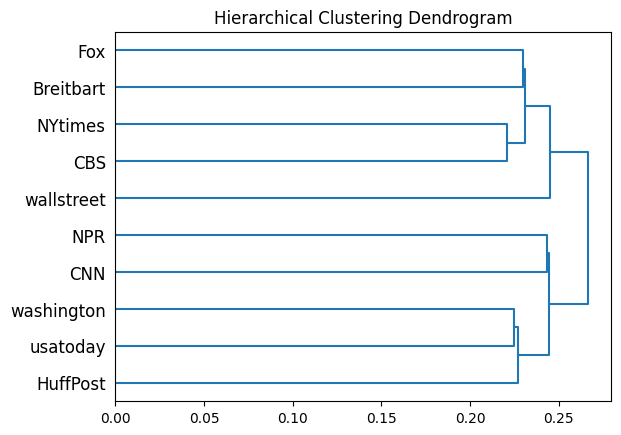 Hierarchical Clustering Dendrogram
Fox
Breitbart
NYtimes
CBS
wallstreet
NPR
CNN
washington
usatoday
HuffPost
0.00 0.05 0.10 0.15 0.20 0.25